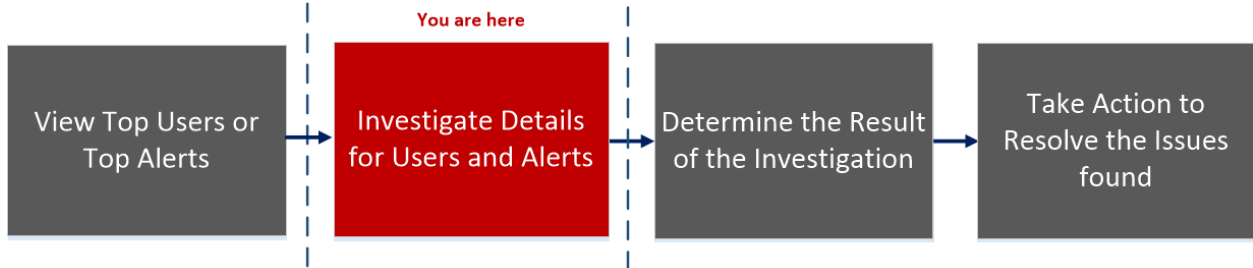 You are here
View Top Users or
Top Alerts
Investigate Details
for Users and Alerts
Determine the Result
of the Investigation
Take Action to
Resolve the Issues
found